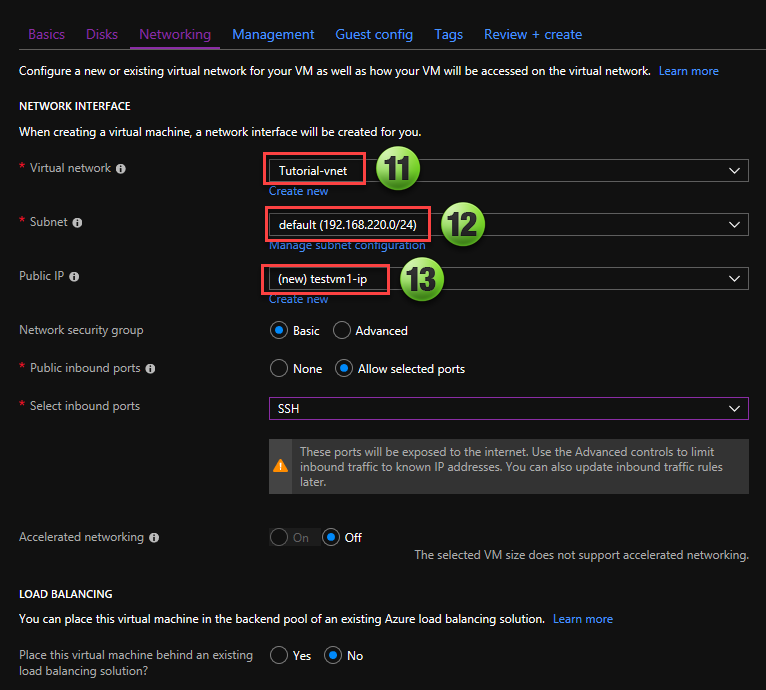 Basics Disks Networking Management Guest config Tags Review + create
Configure a new or existing virtual network for your VM as well as how your VM will be accessed on the virtual network. Learn more
NETWORK INTERFACE
When creating a virtual machine, a network interface will be created for you.
* Virtual network Tutorial-vnet 11
Create new
* Subnet default (192.168.220.0/24) 12
Manage subnet configuration
Public IP (new) testvm1-ip 13
Create new
Network security group Basic Advanced
* Public inbound ports None Allow selected ports
* Select inbound ports SSH
These ports will be exposed to the internet. Use the Advanced controls to limit
inbound traffic to known IP addresses. You can also update inbound traffic rules
later.
Accelerated networking On Off
The selected VM size does not support accelerated networking.
LOAD BALANCING
You can place this virtual machine in the backend pool of an existing Azure load balancing solution. Learn more
Place this virtual machine behind an existing Yes No
load balancing solution?